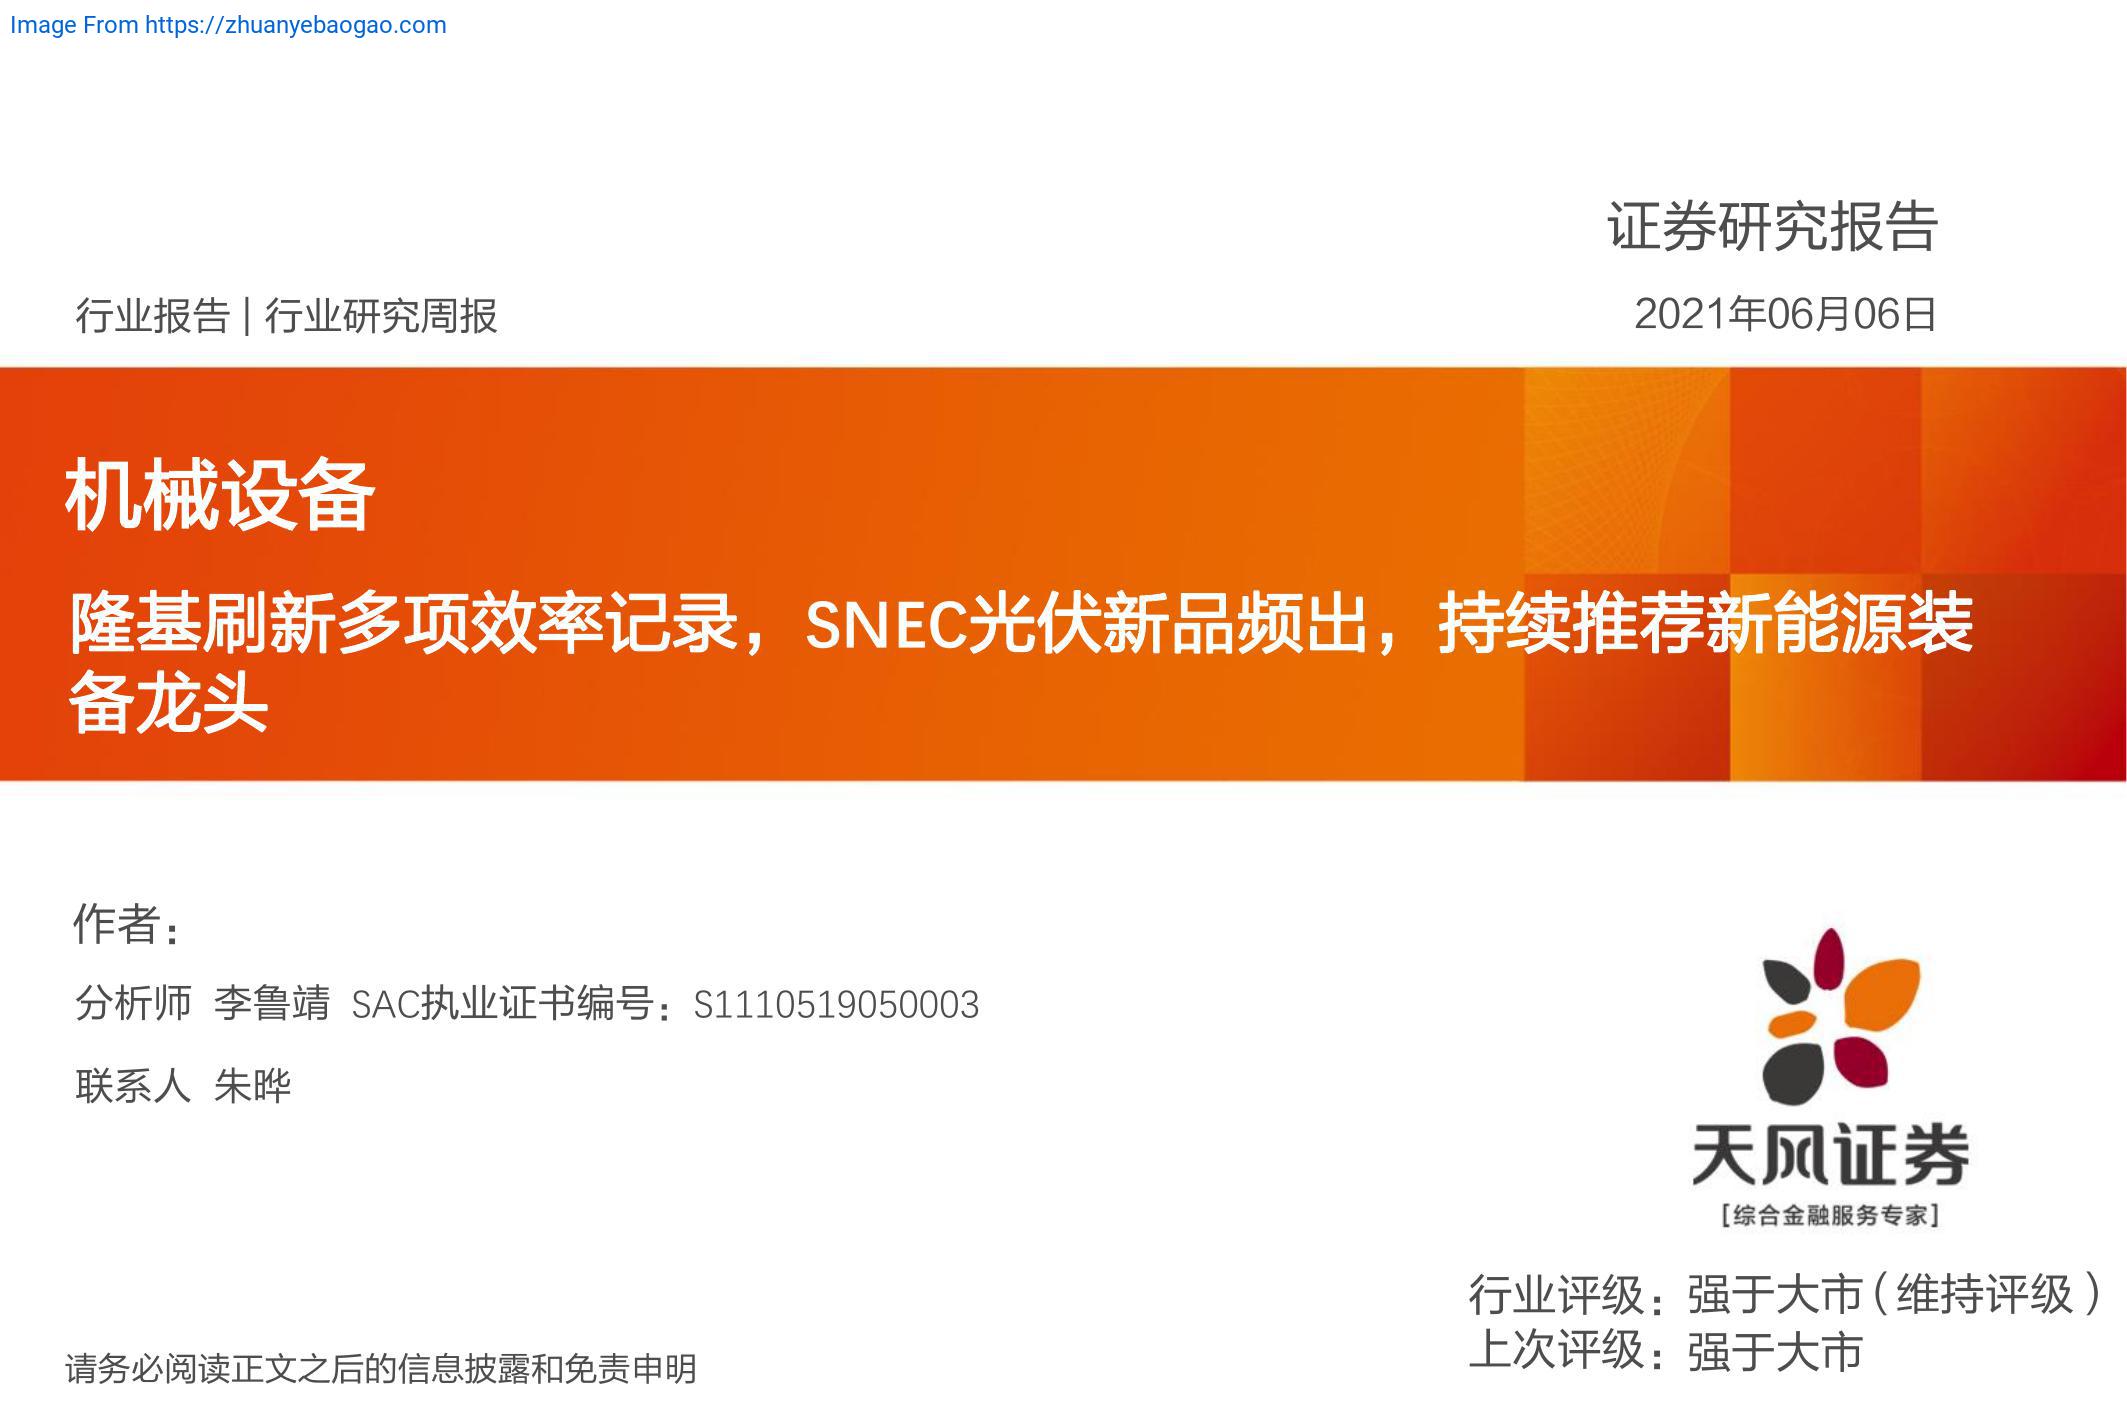 Image From https://zhuanyebaogao.com
证券研究报告
行业报告 | 行业研究周报
2021年06月06日
机械设备
隆基刷新多项效率记录，SNEC光伏新品频出，持续推荐新能源装
备龙头
作者：
分析师 李鲁靖 SAC执业证书编号：S1110519050003
联系人 朱晔
天风证券
[综合金融服务专家]
行业评级：强于大市（维持评级）
上次评级：强于大市
请务必阅读正文之后的信息披露和免责申明